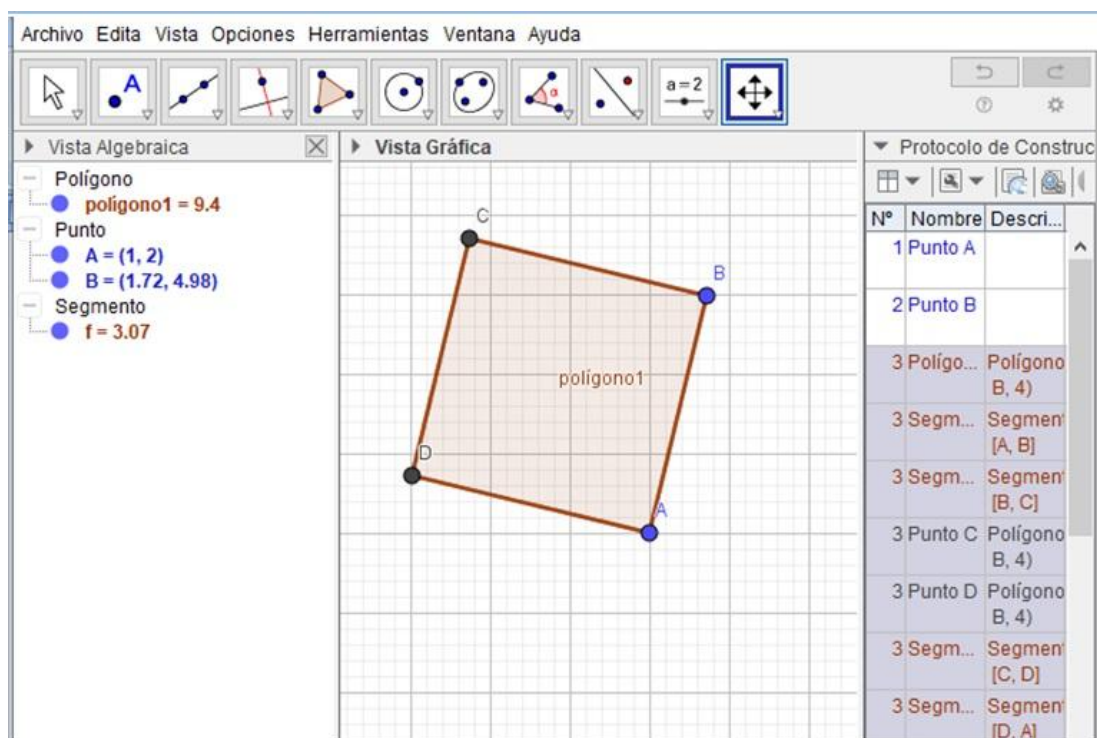 Archivo Edita Vista Opciones Herramientas Ventana Ayuda
A
α
a = 2
Vista Algebraica
Polígono
polígono1 = 9.4
Punto
A = (1, 2)
B = (1.72, 4.98)
Segmento
f = 3.07
Vista Gráfica
C
B
polígono1
D
A
Protocolo de Construc
Nº Nombre Descri...
1 Punto A
2 Punto B
3 Polígo... Polígono
B, 4)
3 Segm... Segment
[A, B]
3 Segm... Segment
[B, C]
3 Punto C Polígono
B, 4)
3 Punto D Polígono
B, 4)
3 Segm... Segment
[C, D]
3 Segm... Segment
[D, A]